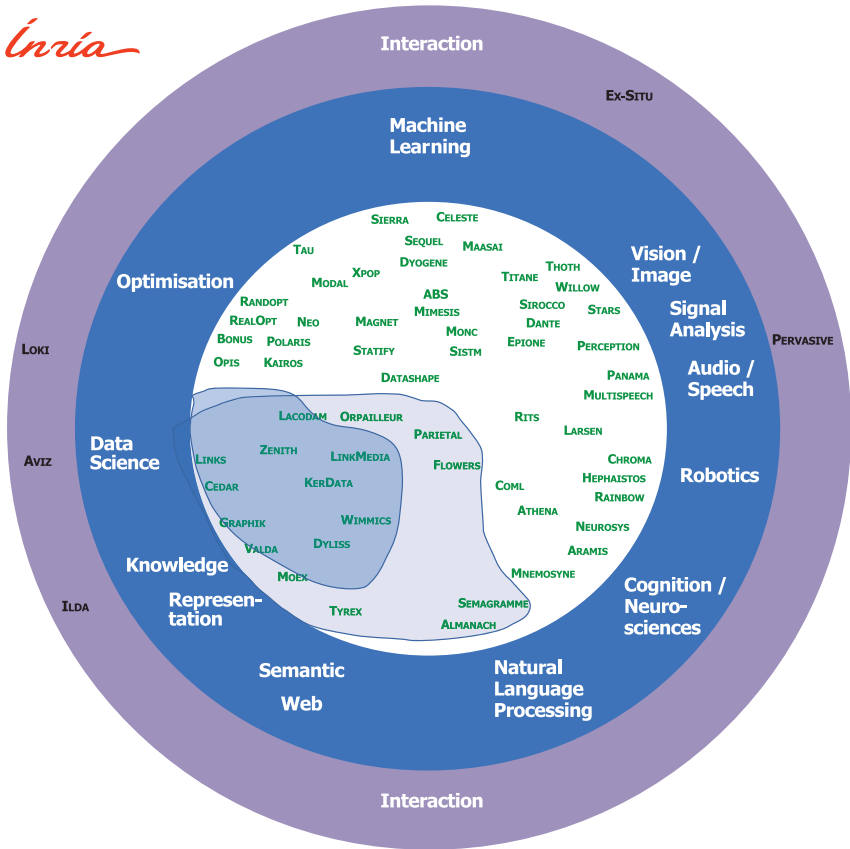 Inria
Interaction
Ex-Situ
Machine
Learning
Sierra
Celeste
Sequel
Maasai
Tau
Dyogene
Vision /
Image
Xpop
Thoth
Optimisation
Modal
Titane
Willow
ABS
Randopt
Sirocco
Stars
Signal
Analysis
Mimesis
RealOpt
Neo
Magnet
Dante
Monc
Bonus
Polaris
Epione
Perception
Pervasive
Loki
Statify
Sistm
Opis
Kairos
Audio /
Speech
Datashape
Panama
Multispeech
Lacodam
Orpailleur
Rits
Parietal
Larsen
Data
Science
Zenith
LinkMedia
Links
Flowers
Chroma
Aviz
Robotics
Cedar
KerData
Coml
Hephaistos
Rainbow
Athena
Graphik
Wimmics
Neurosys
Valda
Dyliss
Aramis
Knowledge
Represen-
tation
Moex
Mnemosyne
Cognition /
Neuro-
sciences
Ilda
Tyrex
Semagramme
Almanach
Semantic
Web
Natural
Language
Processing
Interaction